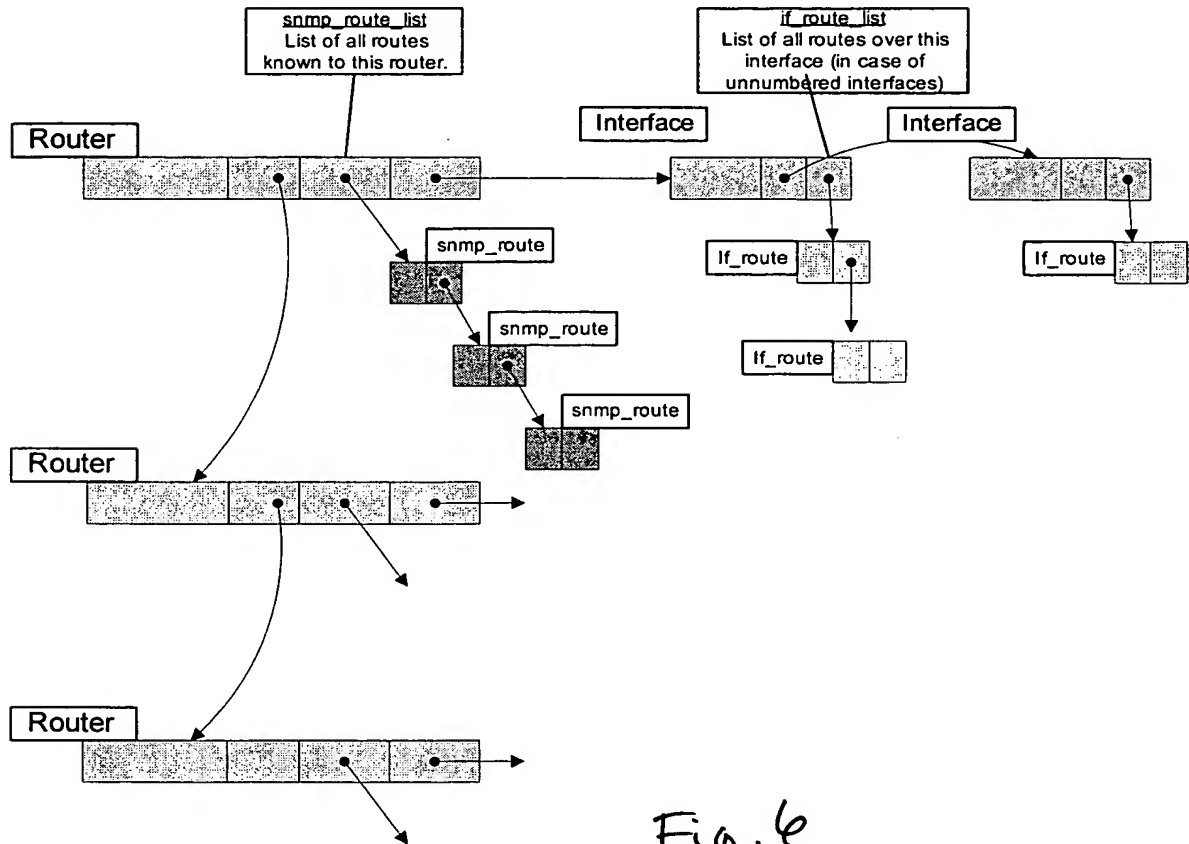 snmp_route_list
List of all routes
known to this router.
if_route_list
List of all routes over this
interface (in case of
unnumbered interfaces)
Router
Interface
Interface
snmp_route
If_route
If_route
snmp_route
If_route
snmp_route
Router
Router
Fig. 6